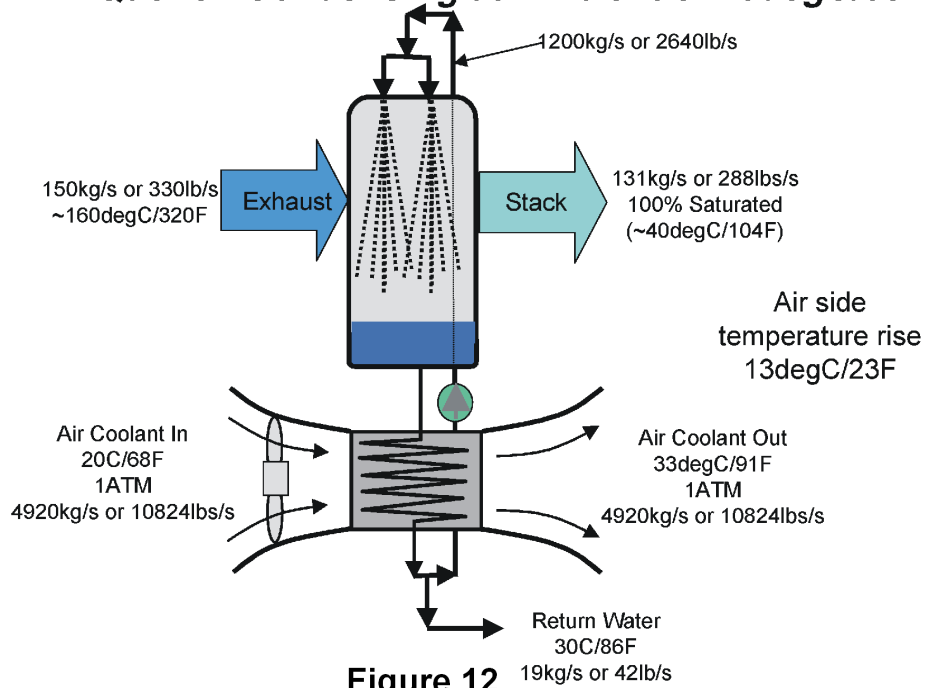 1200kg/s or 2640lb/s
150kg/s or 330lb/s
~160degC/320F
Exhaust
Stack
131kg/s or 288lbs/s
100% Saturated
(~40degC/104F)
Air side
temperature rise
13degC/23F
Air Coolant In
20C/68F
1ATM
4920kg/s or 10824lbs/s
Air Coolant Out
33degC/91F
1ATM
4920kg/s or 10824lbs/s
Return Water
30C/86F
19kg/s or 42lb/s
Figure 12